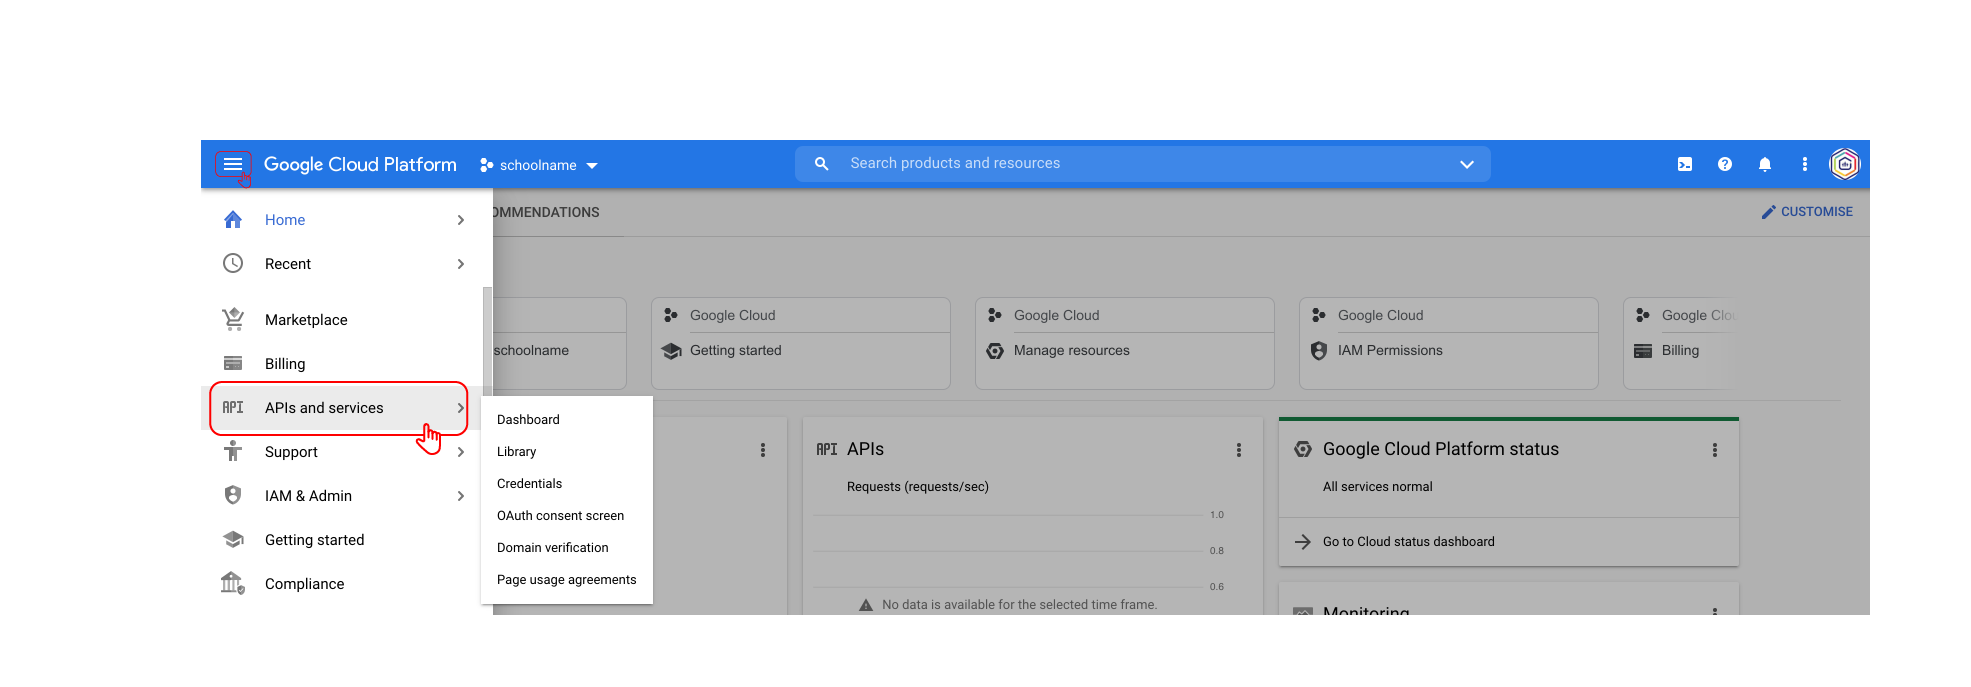 Google Cloud Platform
schoolname
Search products and resources
Home
Recent
Marketplace
Billing
API
APIs and services
Support
IAM & Admin
Getting started
Compliance
Dashboard
Library
Credentials
OAuth consent screen
Domain verification
Page usage agreements
OMMENDATIONS
CUSTOMISE
schoolname
Google Cloud
Getting started
Google Cloud
Manage resources
Google Cloud
IAM Permissions
Google Clou
Billing
API APIs
Requests (requests/sec)
1.0
0.8
0.6
No data is available for the selected time frame.
Google Cloud Platform status
All services normal
Go to Cloud status dashboard
Monitoring